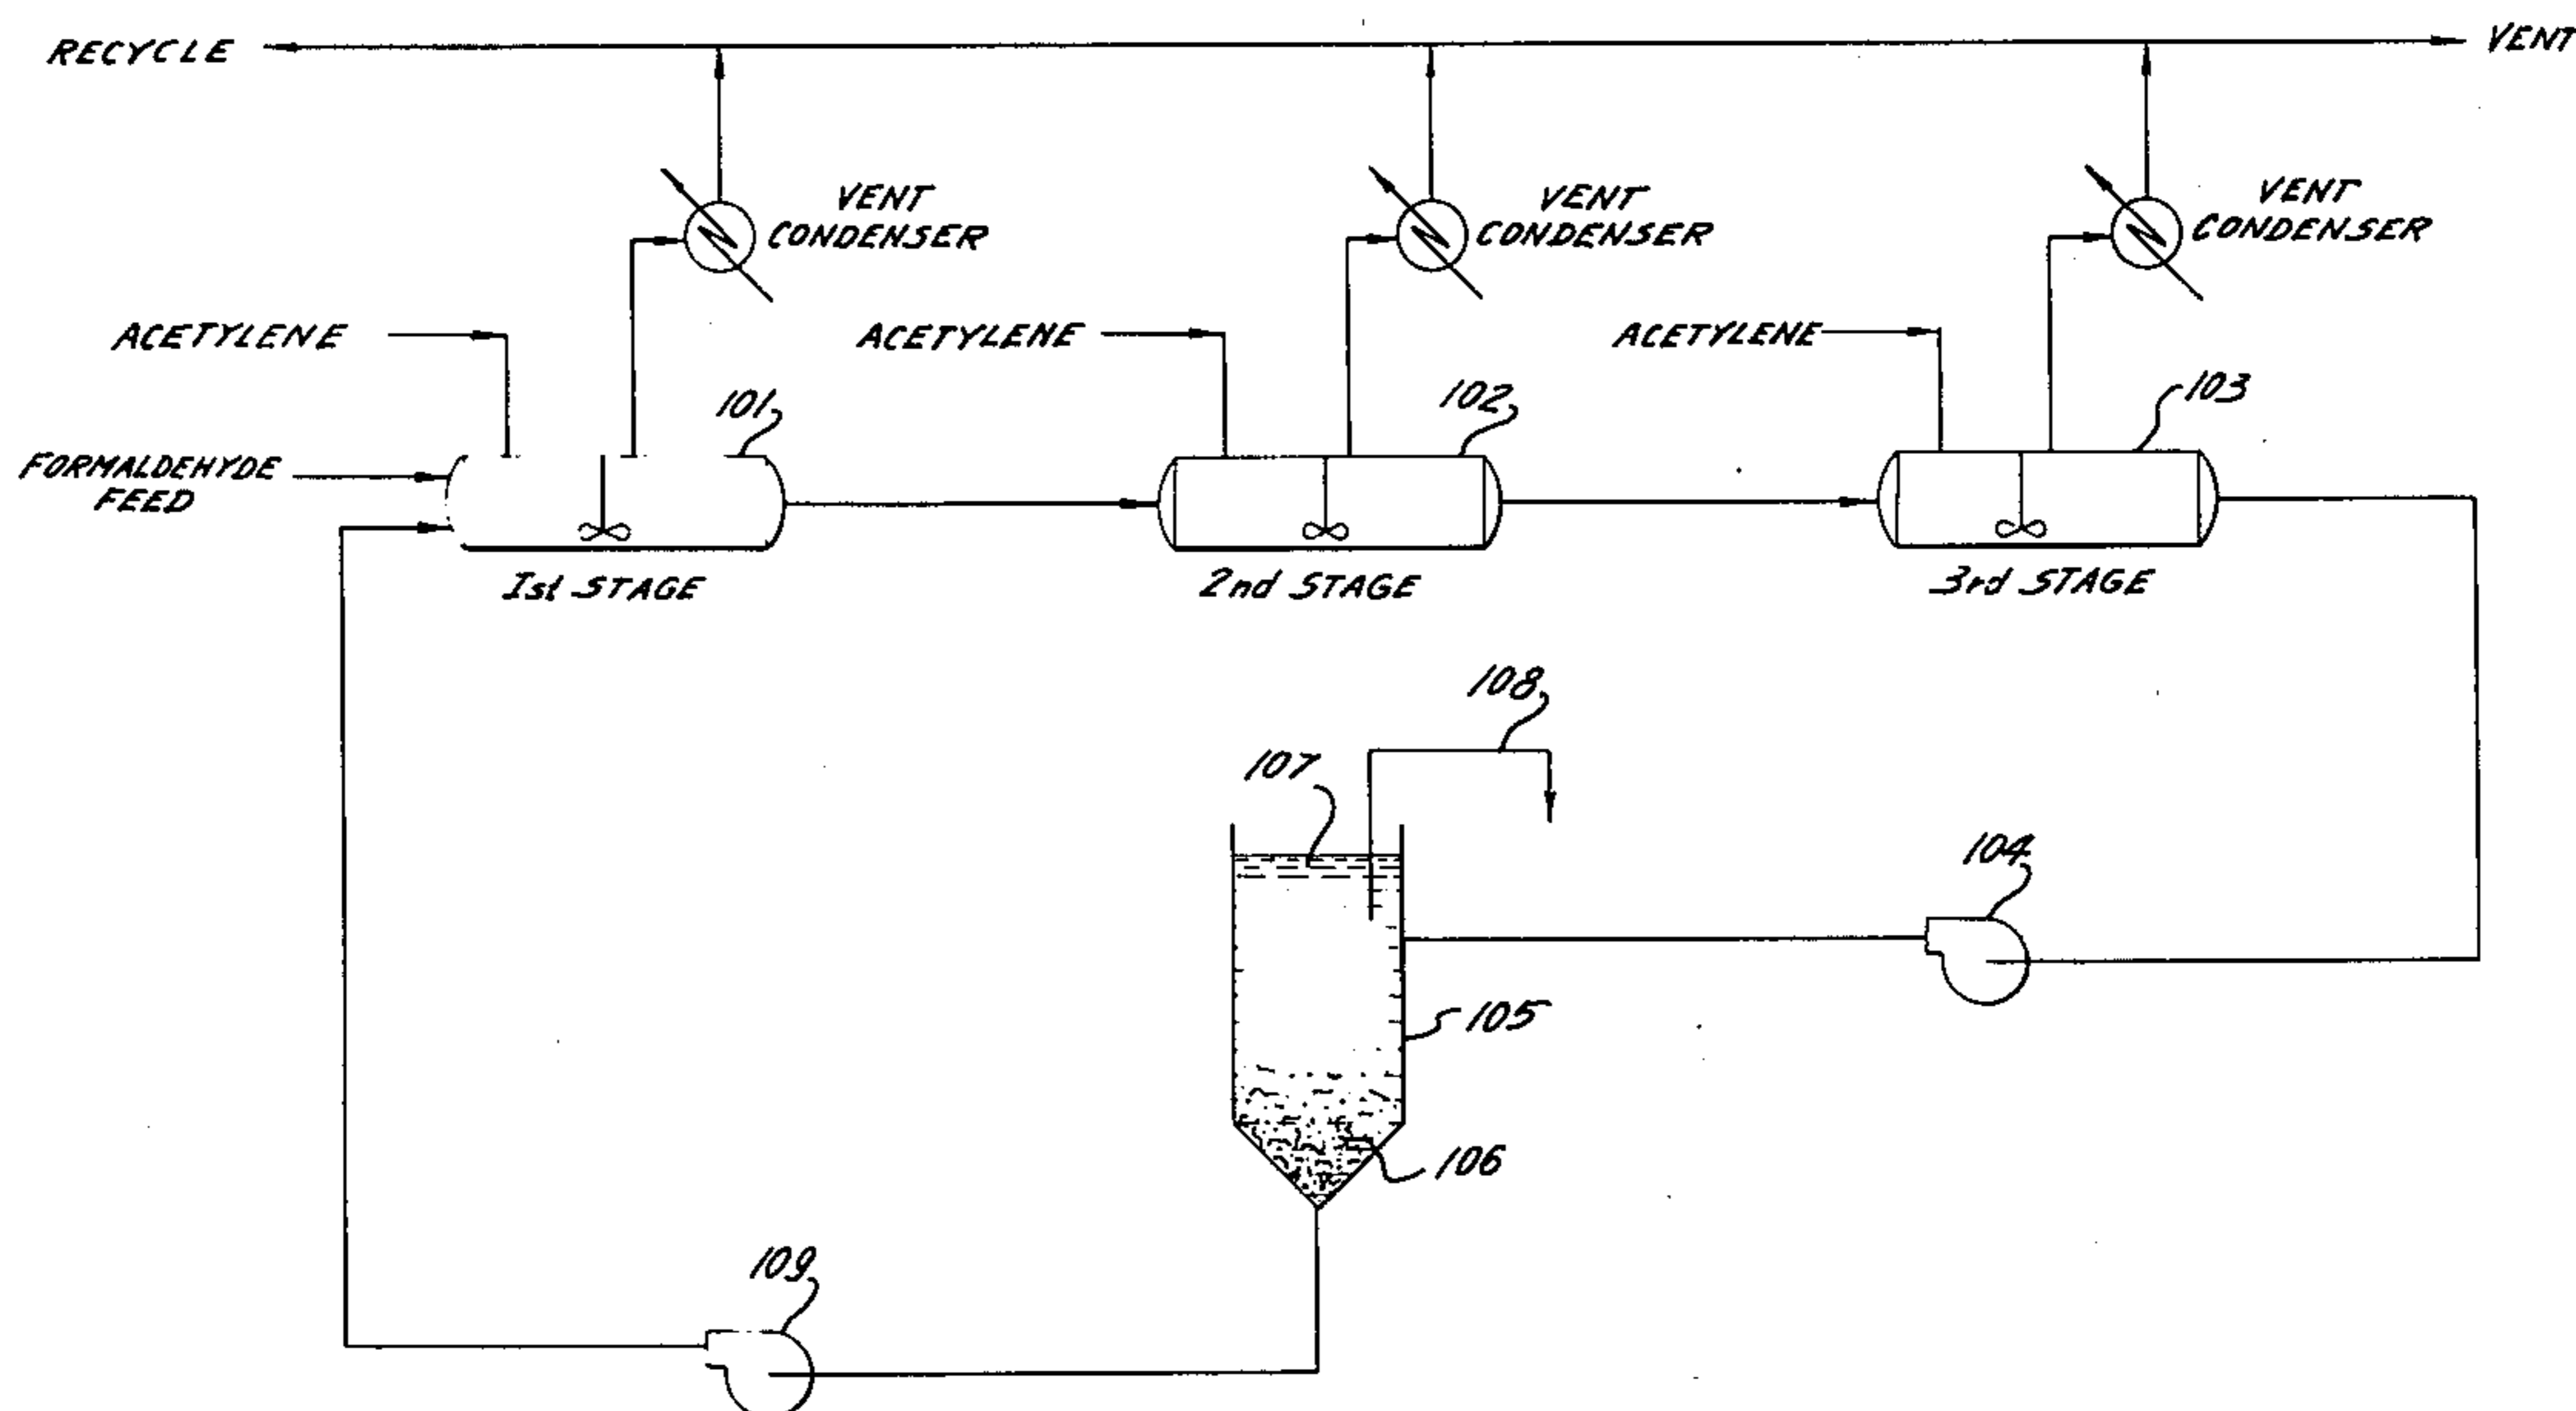 RECYCLE
VENT
VENT
CONDENSER
VENT
CONDENSER
VENT
CONDENSER
ACETYLENE
ACETYLENE
ACETYLENE
101
102
103
FORMALDEHYDE
FEED
1st STAGE
2nd STAGE
3rd STAGE
108
107
104
105
106
109